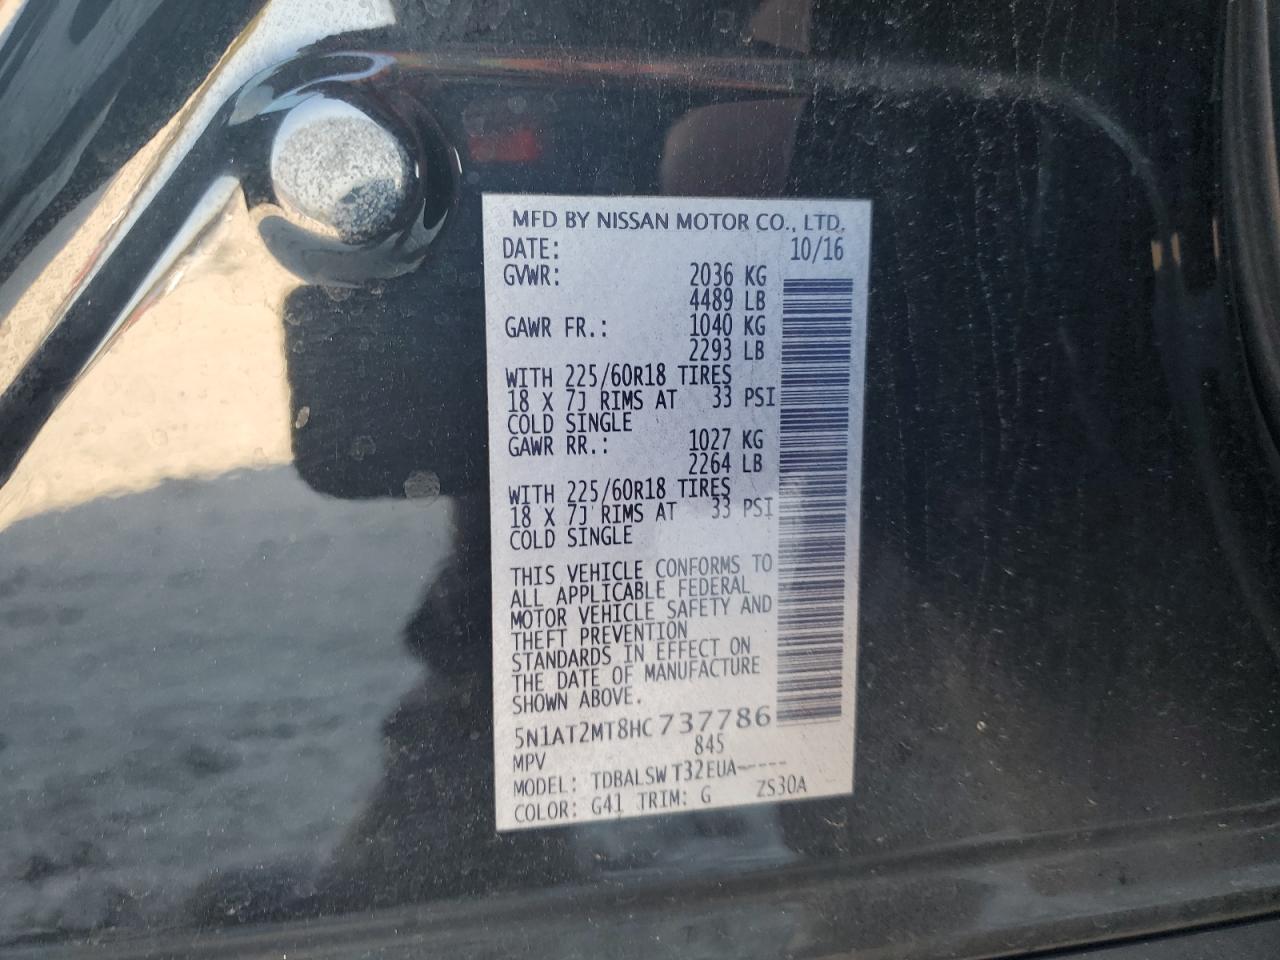 MFD BY NISSAN MOTOR CO., LTD.
DATE: 10/16
GVWR: 2036 KG
4489 LB
GAWR FR.: 1040 KG
2293 LB
WITH 225/60R18 TIRES
18 X 7J RIMS AT 33 PSI
COLD SINGLE
GAWR RR.: 1027 KG
2264 LB
WITH 225/60R18 TIRES
18 X 7J RIMS AT 33 PSI
COLD SINGLE
THIS VEHICLE CONFORMS TO
ALL APPLICABLE FEDERAL
MOTOR VEHICLE SAFETY AND
THEFT PREVENTION
STANDARDS IN EFFECT ON
THE DATE OF MANUFACTURE
SHOWN ABOVE.
5N1AT2MT8HC737786
MPV 845
MODEL: TDBALSW T32EUA-----
COLOR: G41 TRIM: G ZS30A